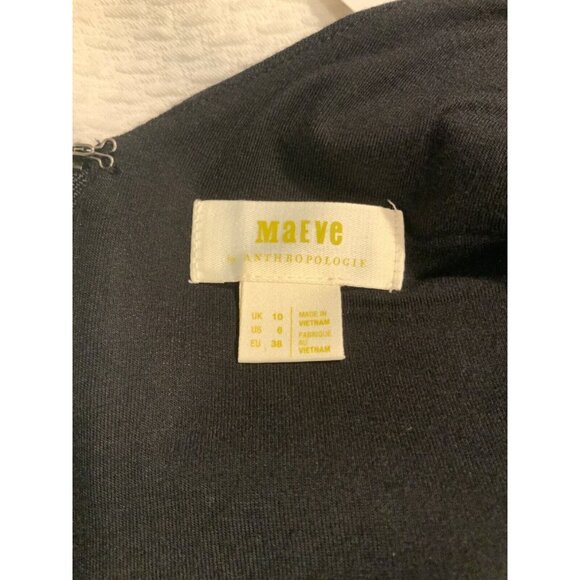 MaEve
by ANTHROPOLOGIE
UK 10
US 6
EU 38
MADE IN
VIETNAM
FABRIQUE
AU
VIETNAM